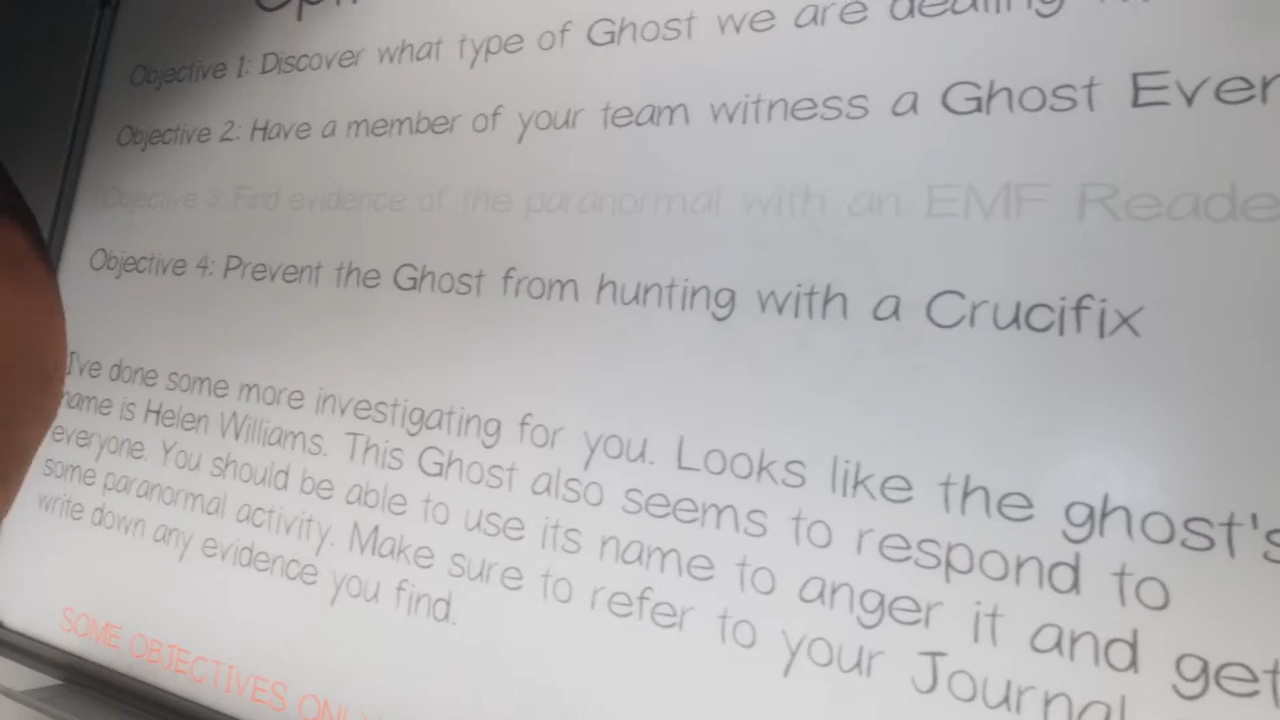 Objective 1: Discover what type of Ghost we are dealing
Objective 2: Have a member of your team witness a Ghost Ever
Objective 3: Find evidence of the paranormal with an EMF Reade
Objective 4: Prevent the Ghost from hunting with a Crucifix
I've done some more investigating for you. Looks like the ghost's
name is Helen Williams. This Ghost also seems to respond to
everyone. You should be able to use its name to anger it and get
some paranormal activity. Make sure to refer to your Journal
write down any evidence you find.
SOME OBJECTIVES